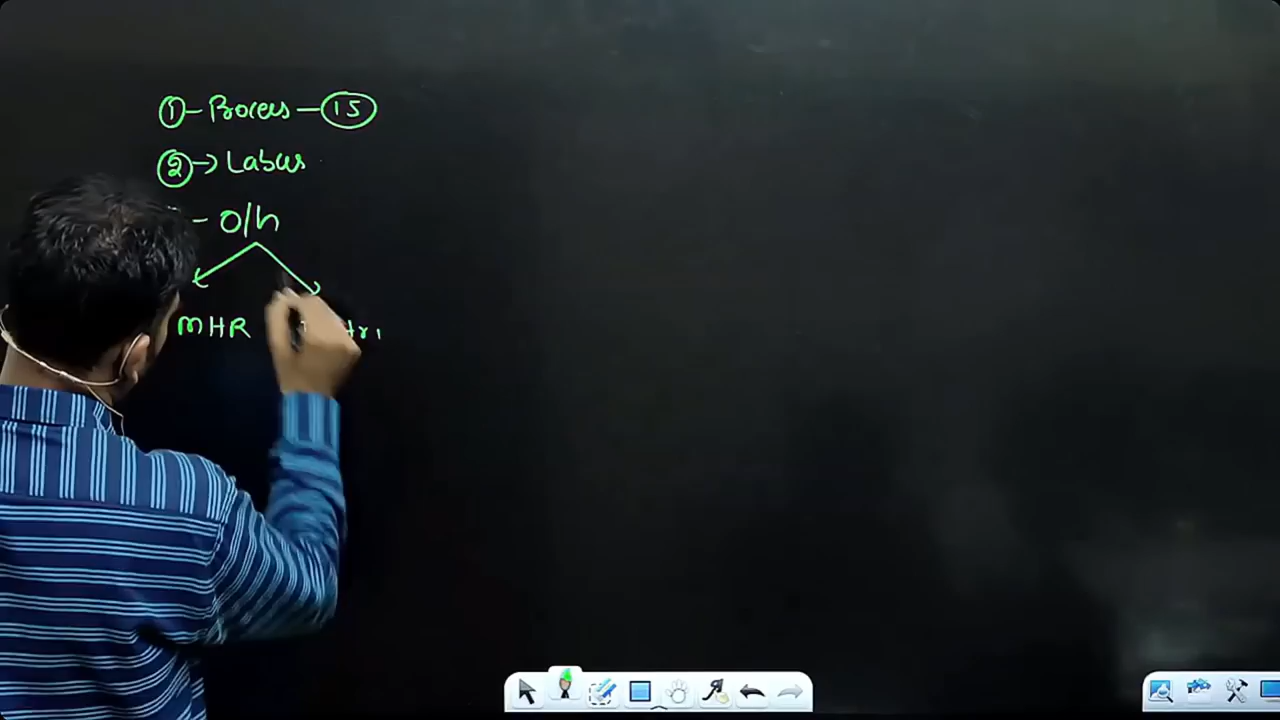 ① - Process - 15
② → Labour
- O/h
MHR